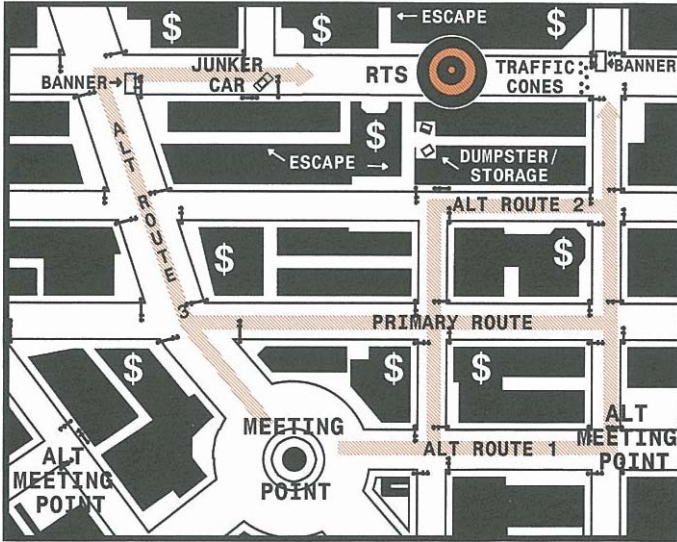 ← ESCAPE
$
$
$
BANNER→
JUNKER
CAR
RTS
TRAFFIC
CONES
←BANNER
ALT ROUTE 3
← ESCAPE →
$
DUMPSTER/
STORAGE
ALT ROUTE 2
$
$
PRIMARY ROUTE
$
$
$
MEETING
POINT
ALT ROUTE 1
ALT
MEETING
POINT
ALT
MEETING
POINT